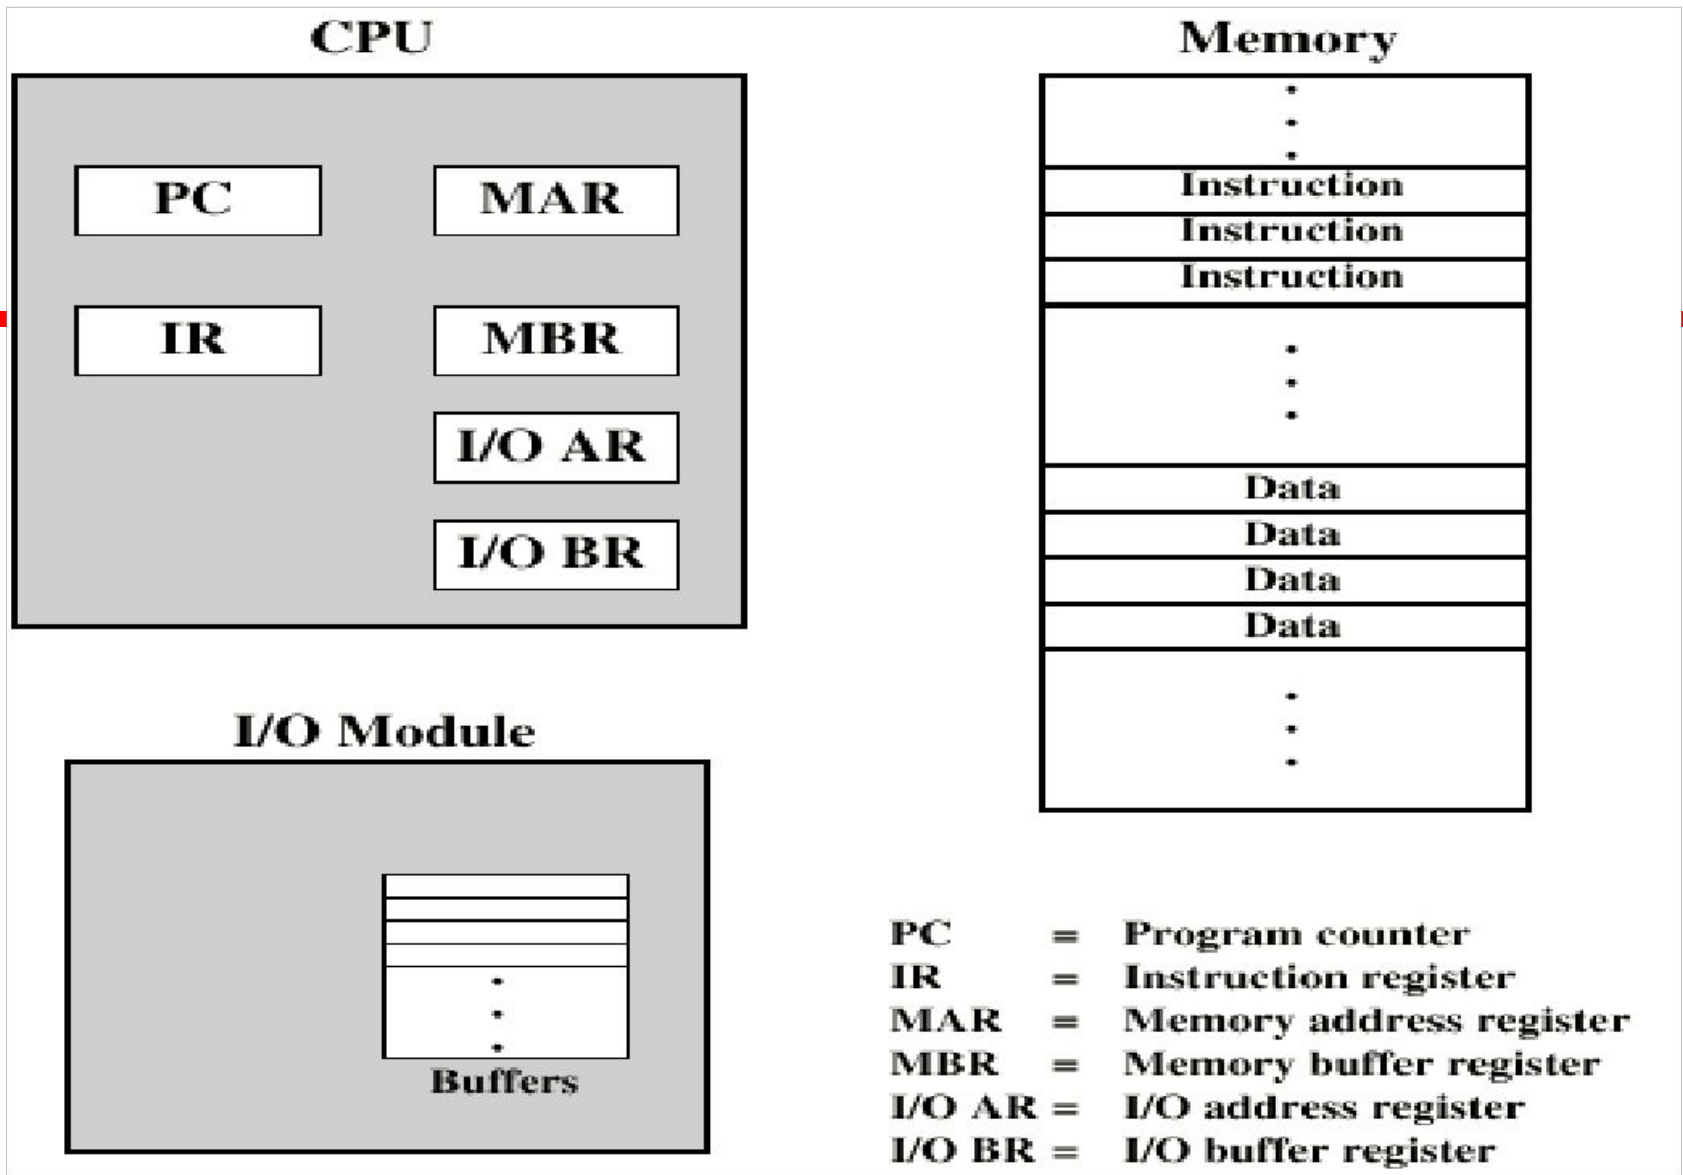 CPU
PC
MAR
IR
MBR
I/O AR
I/O BR
Memory
Instruction
Instruction
Instruction
Data
Data
Data
Data
I/O Module
Buffers
PC = Program counter
IR = Instruction register
MAR = Memory address register
MBR = Memory buffer register
I/O AR = I/O address register
I/O BR = I/O buffer register